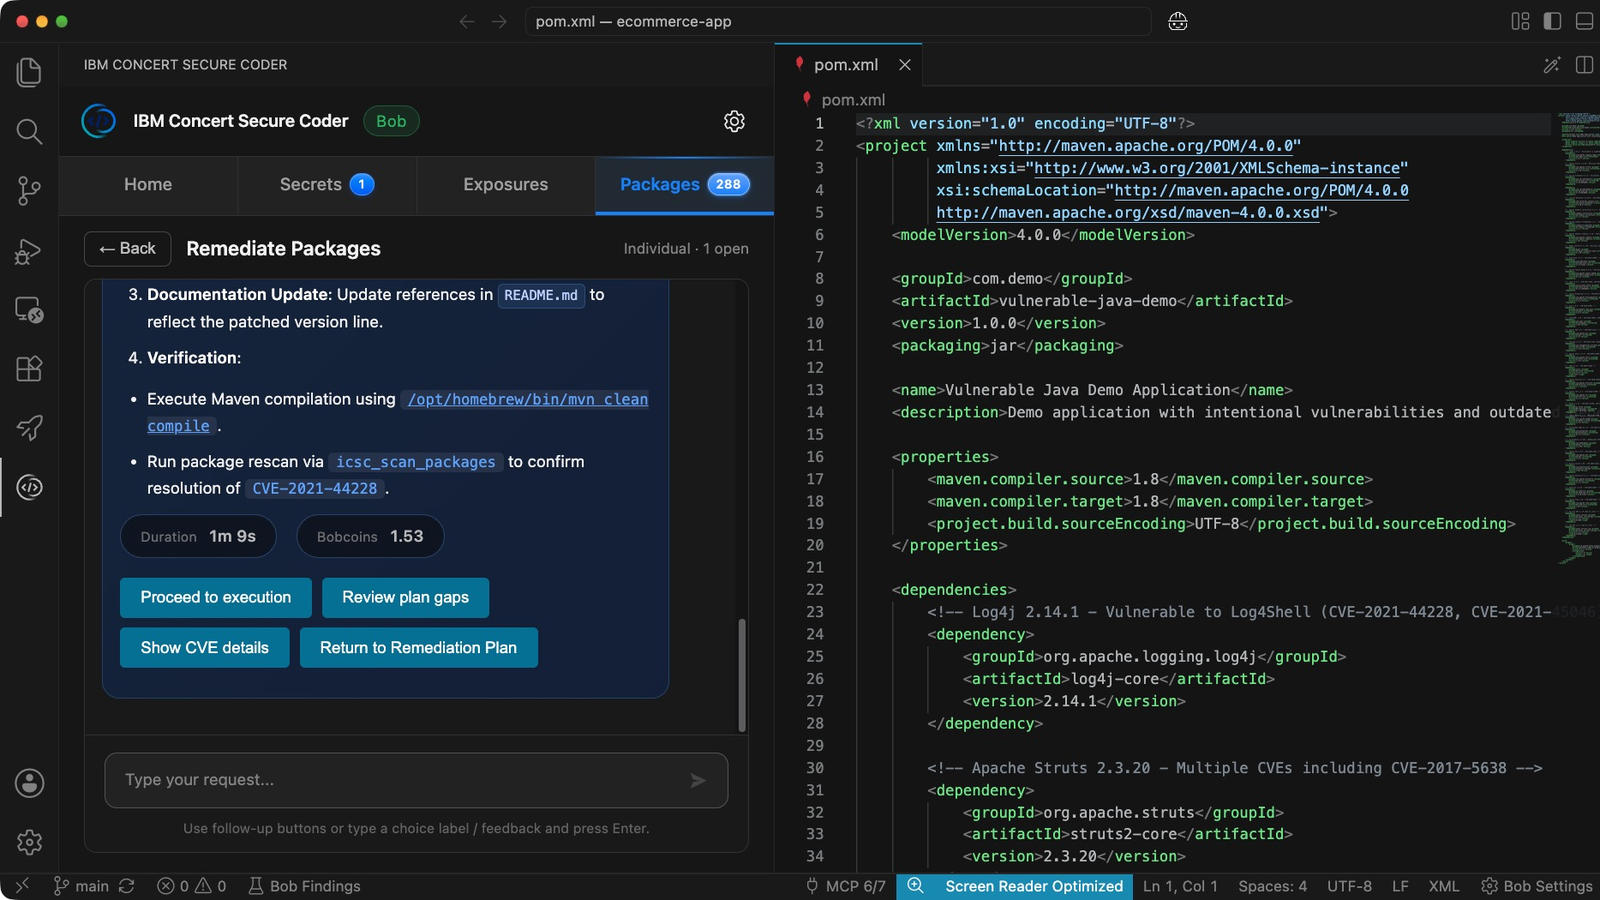 pom.xml — ecommerce-app
IBM CONCERT SECURE CODER
IBM Concert Secure Coder Bob
Home Secrets 1 Exposures Packages 288
← Back Remediate Packages Individual · 1 open
3. Documentation Update: Update references in README.md to
reflect the patched version line.
4. Verification:
• Execute Maven compilation using /opt/homebrew/bin/mvn clean
compile .
• Run package rescan via icsc_scan_packages to confirm
resolution of CVE-2021-44228 .
Duration 1m 9s Bobcoins 1.53
Proceed to execution Review plan gaps
Show CVE details Return to Remediation Plan
Type your request...
Use follow-up buttons or type a choice label / feedback and press Enter.
pom.xml
pom.xml
1 <?xml version="1.0" encoding="UTF-8"?>
2 <project xmlns="http://maven.apache.org/POM/4.0.0"
3 xmlns:xsi="http://www.w3.org/2001/XMLSchema-instance"
4 xsi:schemaLocation="http://maven.apache.org/POM/4.0.0
5 http://maven.apache.org/xsd/maven-4.0.0.xsd">
6 <modelVersion>4.0.0</modelVersion>
7
8 <groupId>com.demo</groupId>
9 <artifactId>vulnerable-java-demo</artifactId>
10 <version>1.0.0</version>
11 <packaging>jar</packaging>
12
13 <name>Vulnerable Java Demo Application</name>
14 <description>Demo application with intentional vulnerabilities and outdated
15
16 <properties>
17 <maven.compiler.source>1.8</maven.compiler.source>
18 <maven.compiler.target>1.8</maven.compiler.target>
19 <project.build.sourceEncoding>UTF-8</project.build.sourceEncoding>
20 </properties>
21
22 <dependencies>
23 <!-- Log4j 2.14.1 - Vulnerable to Log4Shell (CVE-2021-44228, CVE-2021-45046
24 <dependency>
25 <groupId>org.apache.logging.log4j</groupId>
26 <artifactId>log4j-core</artifactId>
27 <version>2.14.1</version>
28 </dependency>
29
30 <!-- Apache Struts 2.3.20 - Multiple CVEs including CVE-2017-5638 -->
31 <dependency>
32 <groupId>org.apache.struts</groupId>
33 <artifactId>struts2-core</artifactId>
34 <version>2.3.20</version>
main 0 0 Bob Findings MCP 6/7 Screen Reader Optimized Ln 1, Col 1 Spaces: 4 UTF-8 LF XML Bob Settings